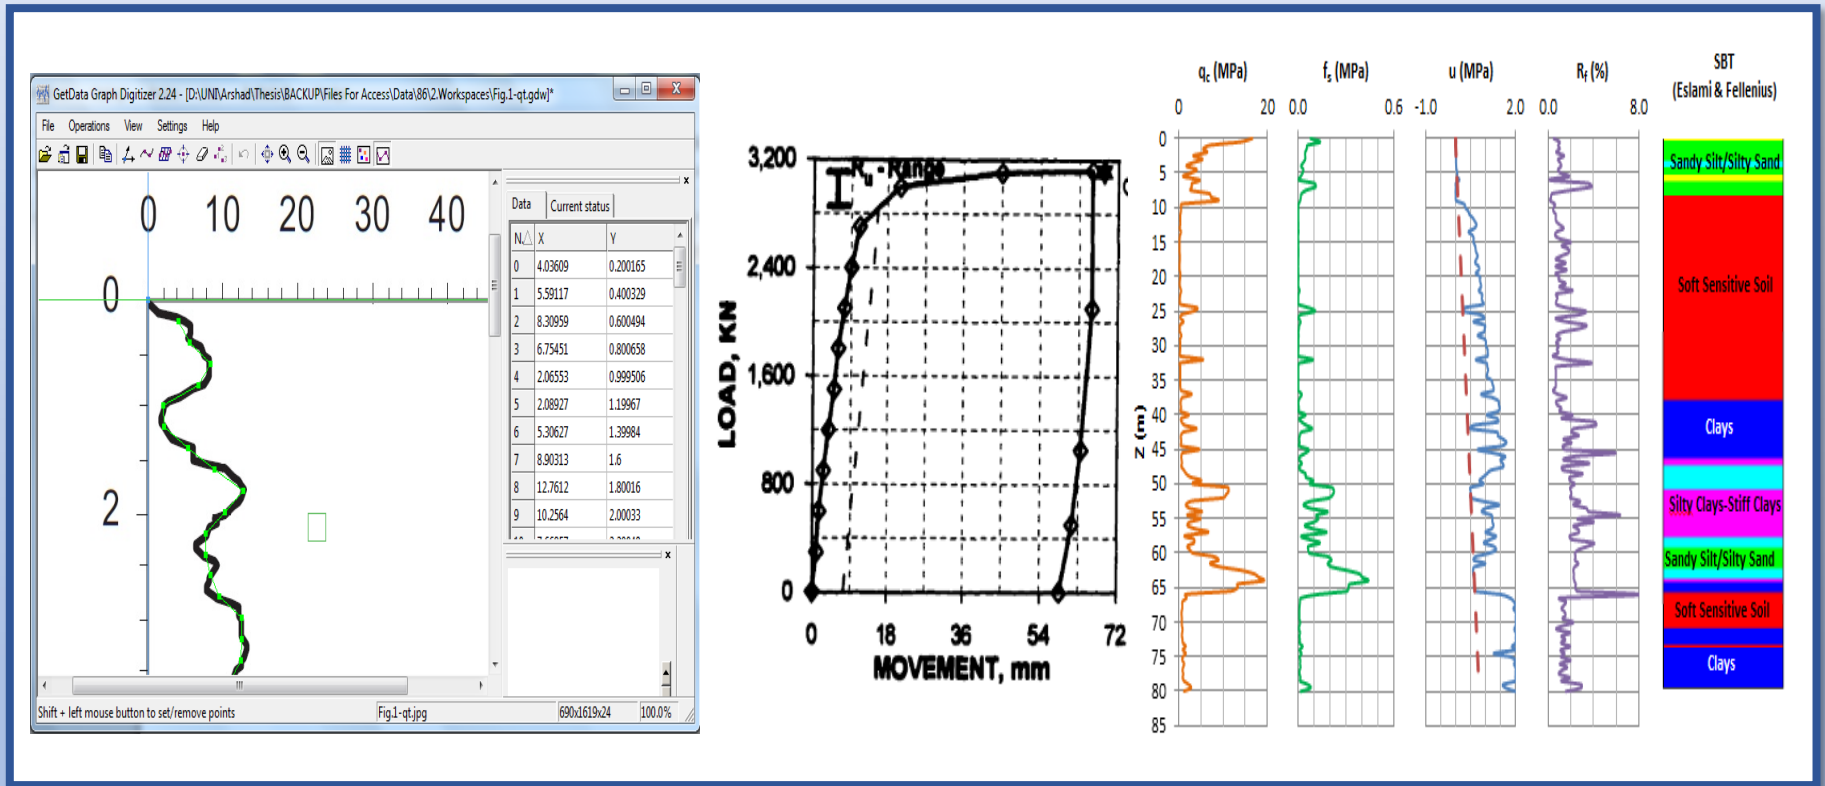 GetData Graph Digitizer 2.24 - [D:\UNI\Arshad\Thesis\BACKUP\Files For Access\Data\86\2.Workspaces\Fig.1-qt.gdw]*
File Operations View Settings Help
0 10 20 30 40
0
2
Data Current status
N. X Y
0 4.03609 0.200165
1 5.59117 0.400329
2 8.30959 0.600494
3 6.75451 0.800658
4 2.06553 0.999506
5 2.08927 1.19967
6 5.30627 1.39984
7 8.90313 1.6
8 12.7612 1.80016
9 10.2564 2.00033
Shift + left mouse button to set/remove points Fig.1-qt.jpg 690x1619x24 100.0%
LOAD, KN
3,200
2,400
1,600
800
0
Ru - Range
0 18 36 54 72
MOVEMENT, mm
qc (MPa) fs (MPa) u (MPa) Rf (%) SBT
(Eslami & Fellenius)
0 20 0.0 0.6 -1.0 2.0 0.0 8.0
Z (m)
0
5
10
15
20
25
30
35
40
45
50
55
60
65
70
75
80
85
Sandy Silt/Silty Sand
Soft Sensitive Soil
Clays
Silty Clays-Stiff Clays
Sandy Silt/Silty Sand
Soft Sensitive Soil
Clays